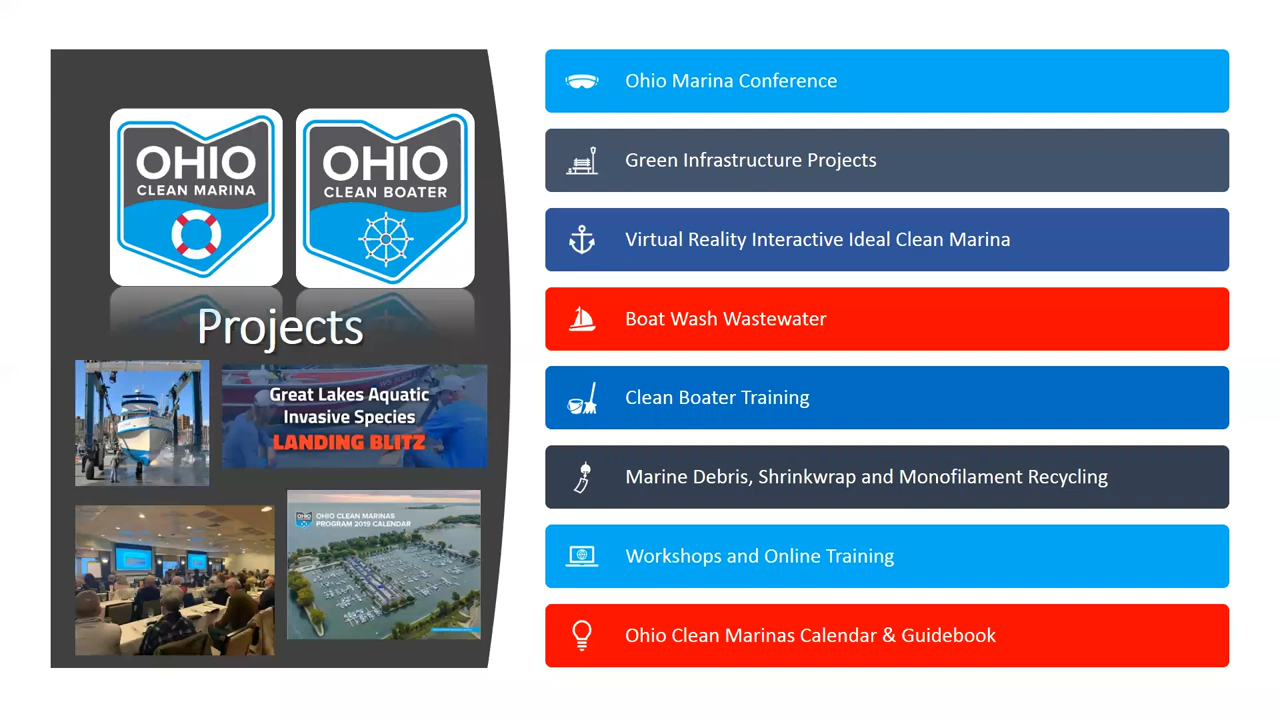 OHIO
CLEAN MARINA
OHIO
CLEAN BOATER
Projects
Great Lakes Aquatic
Invasive Species
LANDING BLITZ
OHIO
OHIO CLEAN MARINAS
PROGRAM 2019 CALENDAR
Ohio Marina Conference
Green Infrastructure Projects
Virtual Reality Interactive Ideal Clean Marina
Boat Wash Wastewater
Clean Boater Training
Marine Debris, Shrinkwrap and Monofilament Recycling
Workshops and Online Training
Ohio Clean Marinas Calendar & Guidebook